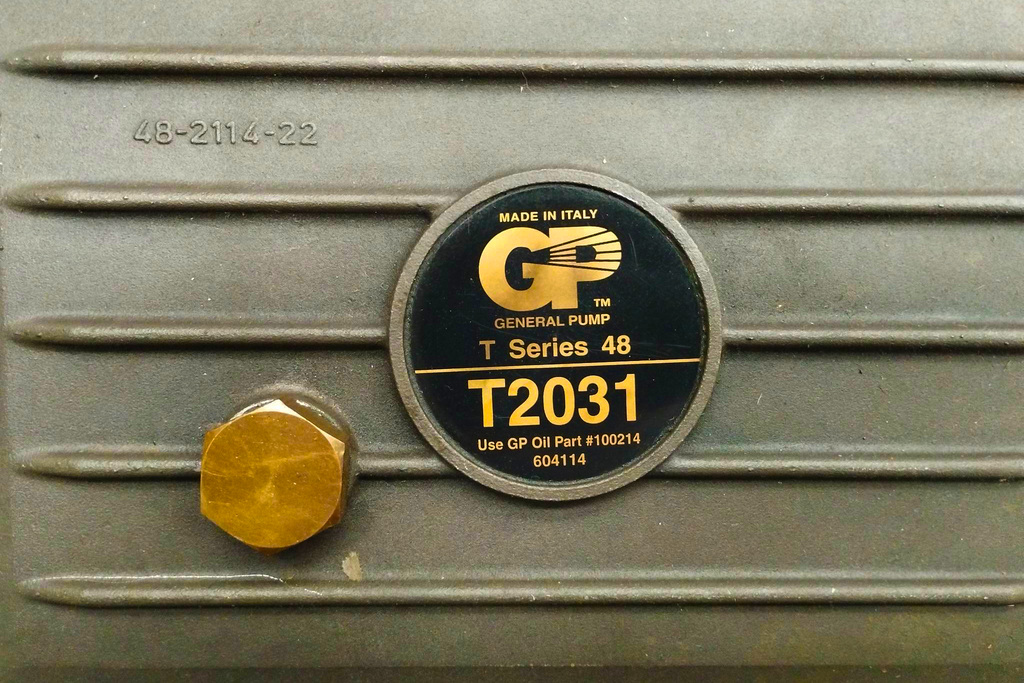 48-2114-22
MADE IN ITALY
GP
TM
GENERAL PUMP
T Series 48
T2031
Use GP Oil Part #100214
604114